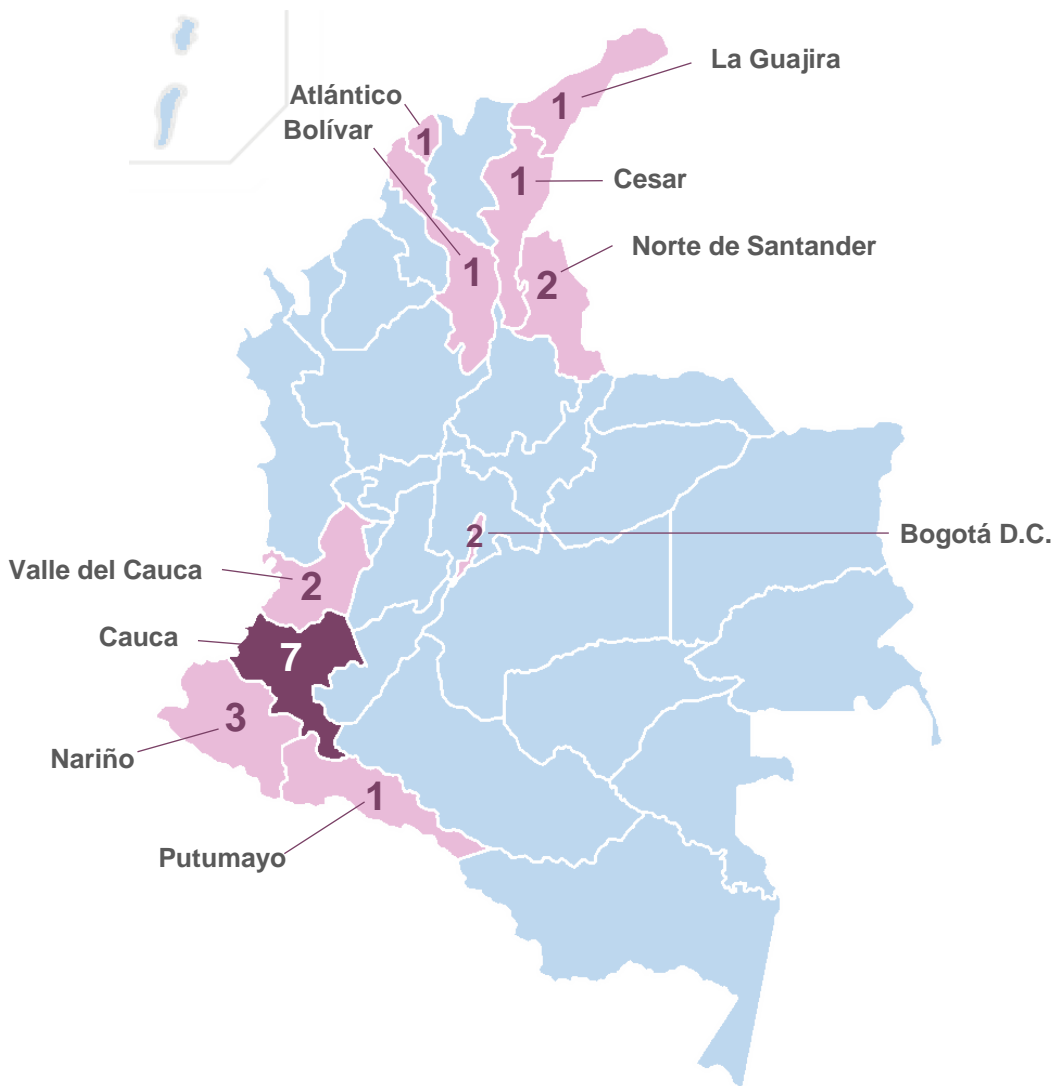 La Guajira
Atlántico
1
Bolívar
1
1
Cesar
Norte de Santander
1
2
2
Bogotá D.C.
Valle del Cauca
2
Cauca
7
3
Nariño
1
Putumayo